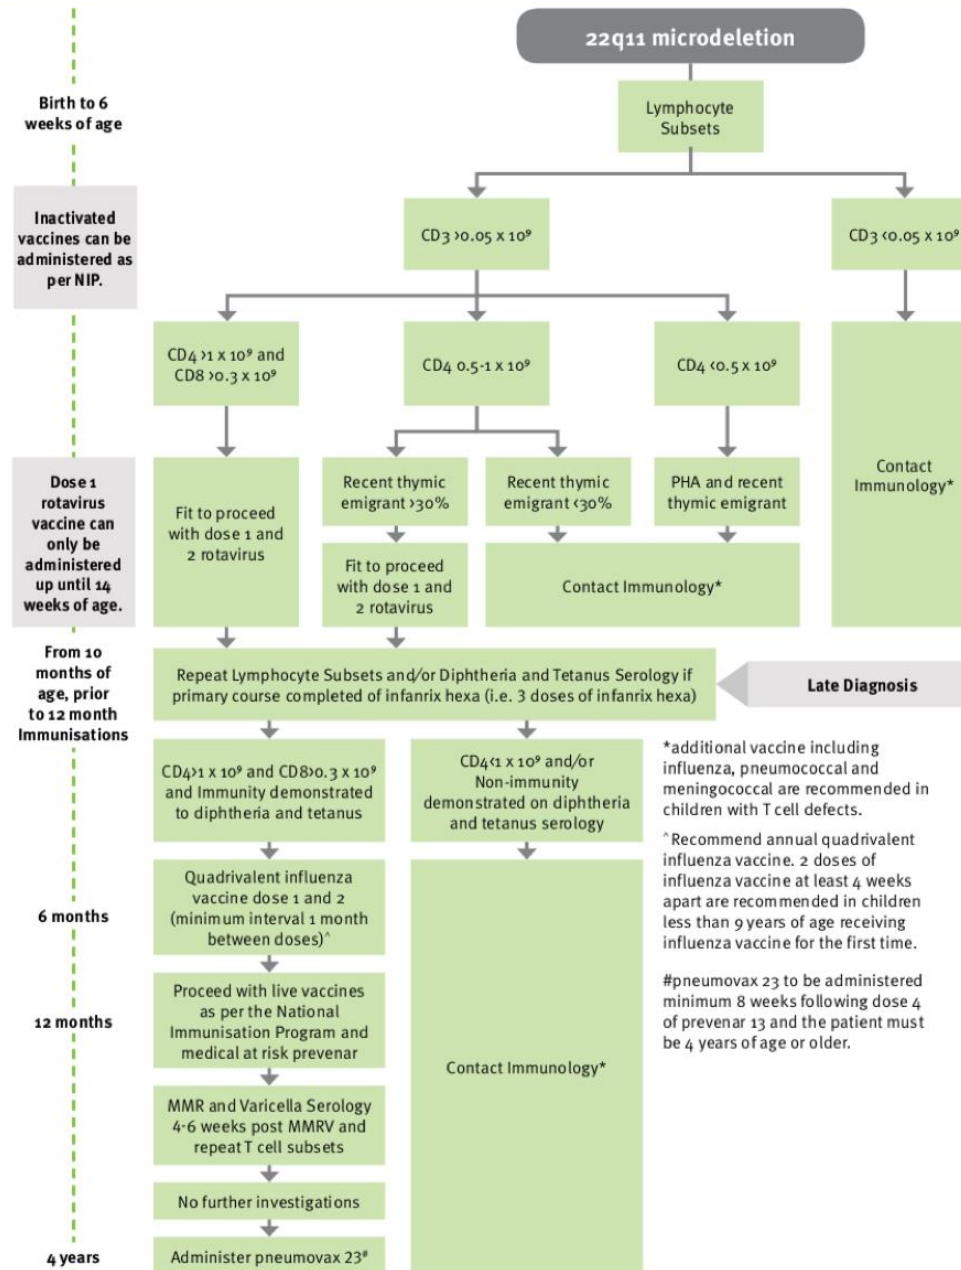 22q11 microdeletion
Birth to 6
weeks of age
Lymphocyte
Subsets
Inactivated
vaccines can be
administered as
per NIP.
CD3 >0.05 x 10⁹
CD3 <0.05 x 10⁹
CD4 >1 x 10⁹ and
CD8 >0.3 x 10⁹
CD4 0.5-1 x 10⁹
CD4 <0.5 x 10⁹
Dose 1
rotavirus
vaccine can
only be
administered
up until 14
weeks of age.
Fit to proceed
with dose 1 and
2 rotavirus
Recent thymic
emigrant >30%
Recent thymic
emigrant <30%
PHA and recent
thymic emigrant
Contact
Immunology*
Fit to proceed
with dose 1 and
2 rotavirus
Contact Immunology*
From 10
months of
age, prior
to 12 month
Immunisations
Repeat Lymphocyte Subsets and/or Diphtheria and Tetanus Serology if
primary course completed of infanrix hexa (i.e. 3 doses of infanrix hexa)
Late Diagnosis
CD4>1 x 10⁹ and CD8>0.3 x 10⁹
and Immunity demonstrated
to diphtheria and tetanus
CD4<1 x 10⁹ and/or
Non-immunity
demonstrated on diphtheria
and tetanus serology
*additional vaccine including
influenza, pneumococcal and
meningococcal are recommended in
children with T cell defects.
^Recommend annual quadrivalent
influenza vaccine. 2 doses of
influenza vaccine at least 4 weeks
apart are recommended in children
less than 9 years of age receiving
influenza vaccine for the first time.
#pneumovax 23 to be administered
minimum 8 weeks following dose 4
of prevenar 13 and the patient must
be 4 years of age or older.
6 months
Quadrivalent influenza
vaccine dose 1 and 2
(minimum interval 1 month
between doses)^
12 months
Proceed with live vaccines
as per the National
Immunisation Program and
medical at risk prevenar
Contact Immunology*
MMR and Varicella Serology
4-6 weeks post MMRV and
repeat T cell subsets
No further investigations
4 years
Administer pneumovax 23#